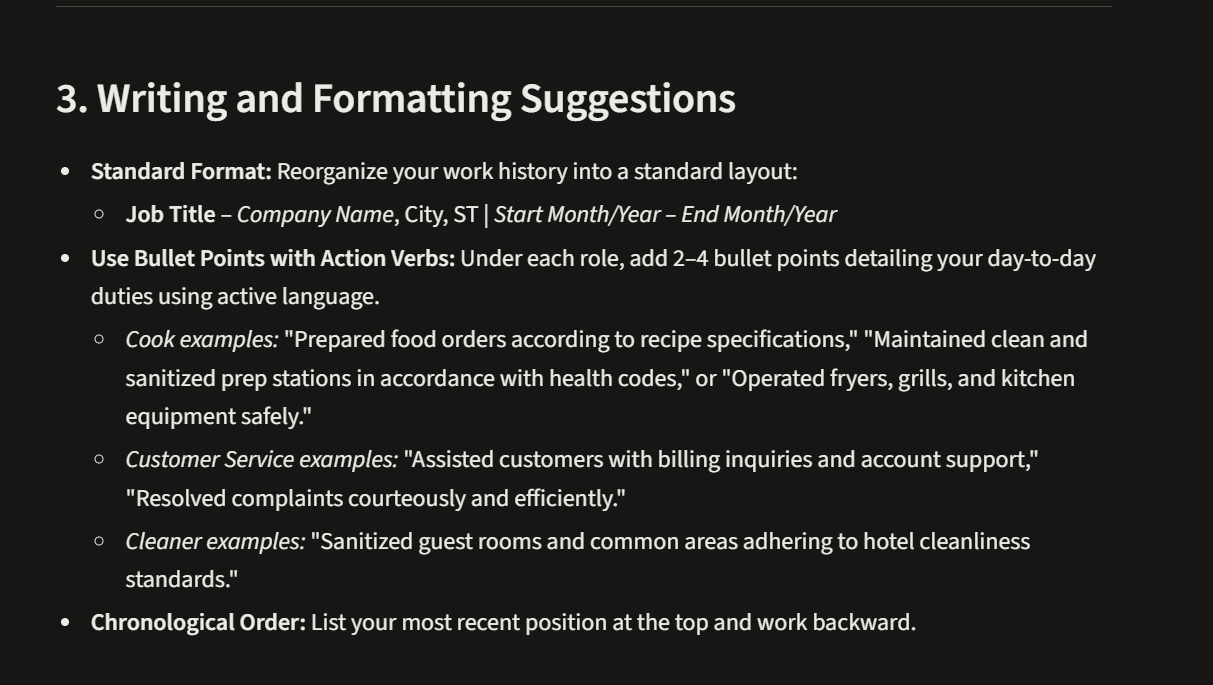 3. Writing and Formatting Suggestions
• Standard Format: Reorganize your work history into a standard layout:
○ Job Title – Company Name, City, ST | Start Month/Year – End Month/Year
• Use Bullet Points with Action Verbs: Under each role, add 2–4 bullet points detailing your day-to-day
duties using active language.
○ Cook examples: "Prepared food orders according to recipe specifications," "Maintained clean and
sanitized prep stations in accordance with health codes," or "Operated fryers, grills, and kitchen
equipment safely."
○ Customer Service examples: "Assisted customers with billing inquiries and account support,"
"Resolved complaints courteously and efficiently."
○ Cleaner examples: "Sanitized guest rooms and common areas adhering to hotel cleanliness
standards."
• Chronological Order: List your most recent position at the top and work backward.